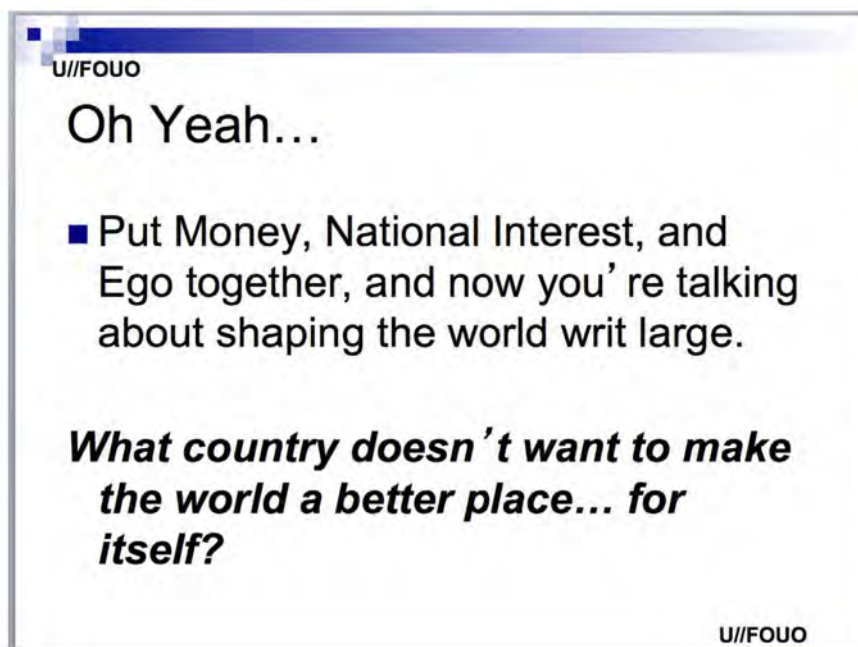 U//FOUO
Oh Yeah…
Put Money, National Interest, and
Ego together, and now you’re talking
about shaping the world writ large.
What country doesn’t want to make
the world a better place… for
itself?
U//FOUO